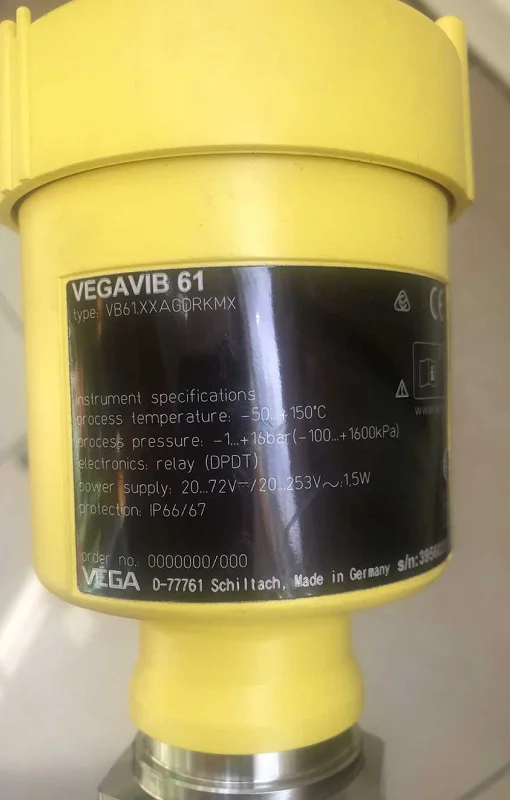 VEGAVIB 61
type: VB61.XXAGDRKMX
CE
instrument specifications
process temperature: -50...+150°C
process pressure: -1...+16bar(-100...+1600kPa)
electronics: relay (DPDT)
power supply: 20...72V⎓/20...253V～;1.5W
protection: IP66/67
order no.: 0000000/000
VEGA D-77761 Schiltach, Made in Germany
s/n: